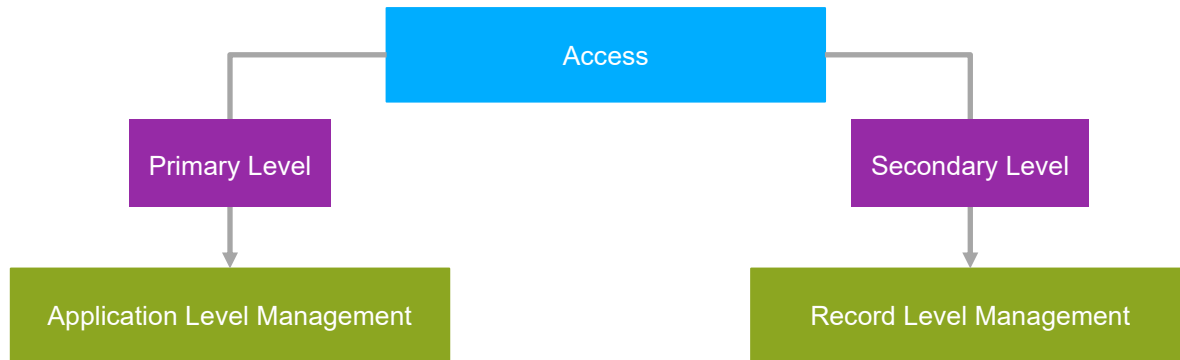 Access
Primary Level
Secondary Level
Application Level Management
Record Level Management